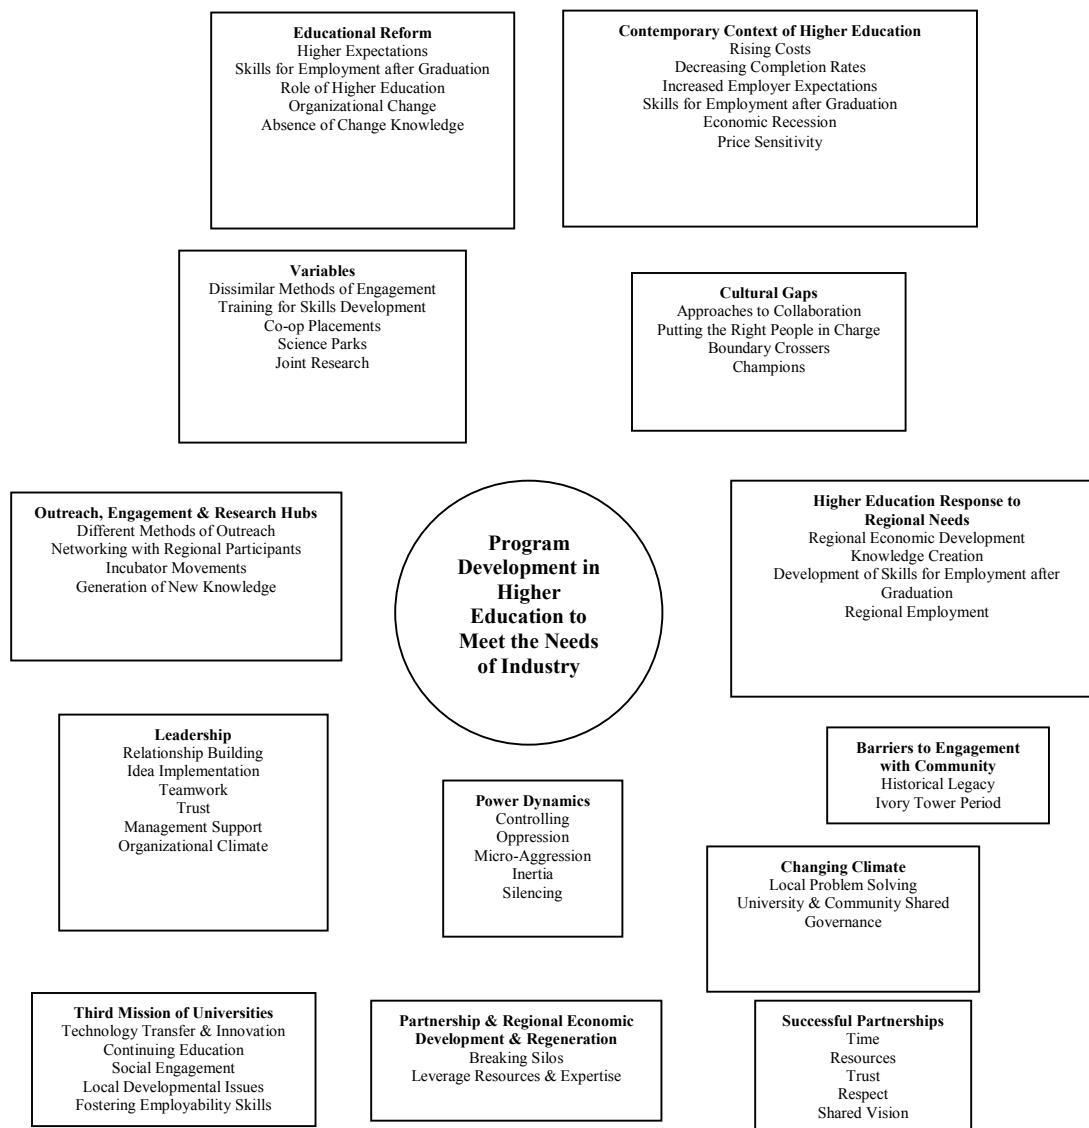 Educational Reform
Higher Expectations
Skills for Employment after Graduation
Role of Higher Education
Organizational Change
Absence of Change Knowledge
Contemporary Context of Higher Education
Rising Costs
Decreasing Completion Rates
Increased Employer Expectations
Skills for Employment after Graduation
Economic Recession
Price Sensitivity
Variables
Dissimilar Methods of Engagement
Training for Skills Development
Co-op Placements
Science Parks
Joint Research
Cultural Gaps
Approaches to Collaboration
Putting the Right People in Charge
Boundary Crossers
Champions
Outreach, Engagement & Research Hubs
Different Methods of Outreach
Networking with Regional Participants
Incubator Movements
Generation of New Knowledge
Program
Development in
Higher
Education to
Meet the Needs
of Industry
Higher Education Response to
Regional Needs
Regional Economic Development
Knowledge Creation
Development of Skills for Employment after
Graduation
Regional Employment
Leadership
Relationship Building
Idea Implementation
Teamwork
Trust
Management Support
Organizational Climate
Power Dynamics
Controlling
Oppression
Micro-Aggression
Inertia
Silencing
Barriers to Engagement
with Community
Historical Legacy
Ivory Tower Period
Changing Climate
Local Problem Solving
University & Community Shared
Governance
Third Mission of Universities
Technology Transfer & Innovation
Continuing Education
Social Engagement
Local Developmental Issues
Fostering Employability Skills
Partnership & Regional Economic
Development & Regeneration
Breaking Silos
Leverage Resources & Expertise
Successful Partnerships
Time
Resources
Trust
Respect
Shared Vision